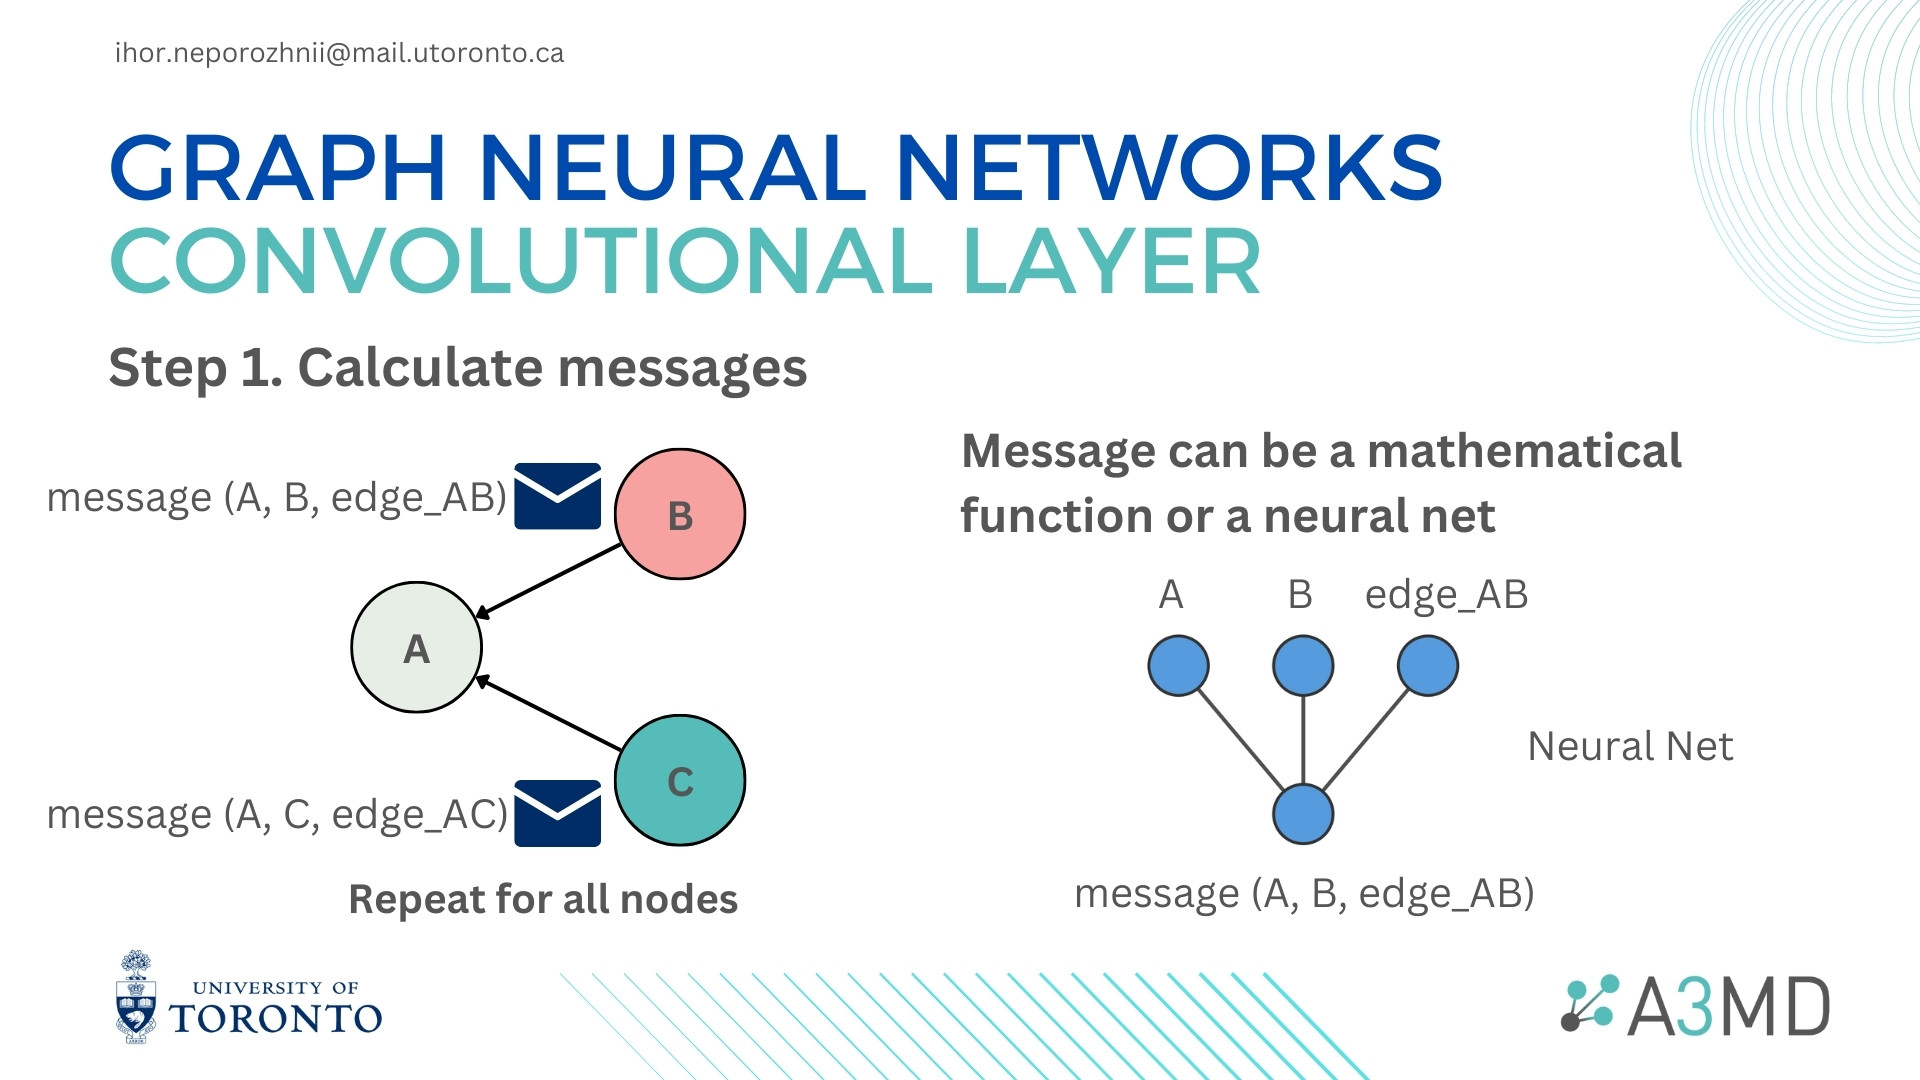 ihor.neporozhnii@mail.utoronto.ca
GRAPH NEURAL NETWORKS
CONVOLUTIONAL LAYER
Step 1. Calculate messages
message (A, B, edge_AB)
B
A
C
message (A, C, edge_AC)
Repeat for all nodes
Message can be a mathematical
function or a neural net
A B edge_AB
Neural Net
message (A, B, edge_AB)
UNIVERSITY OF
TORONTO
A3MD